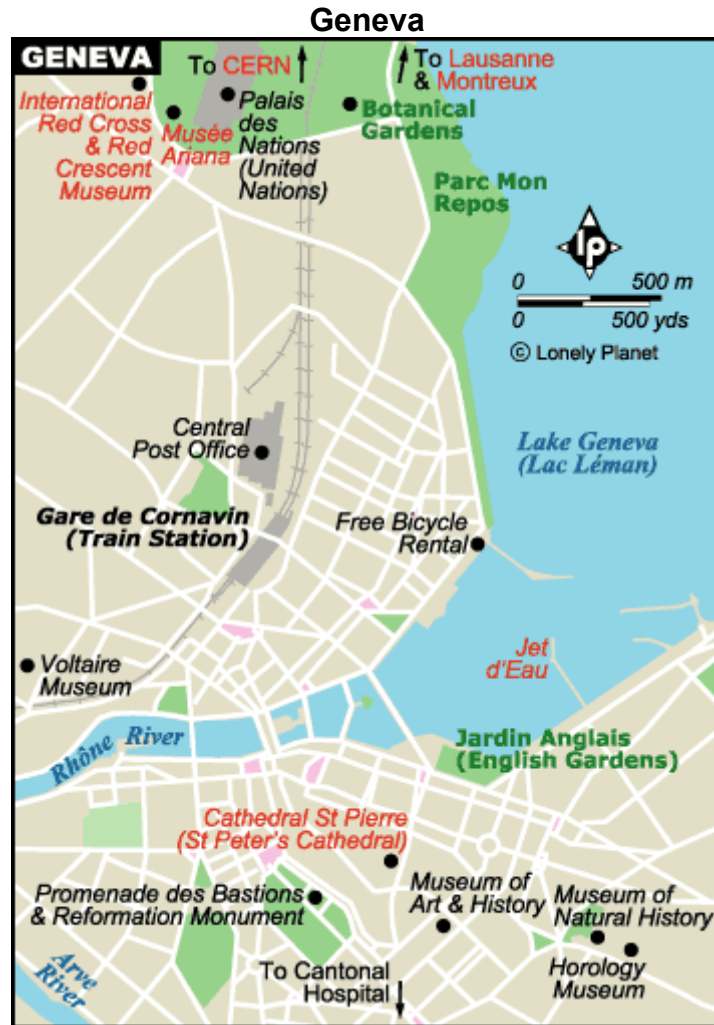 Geneva
GENEVA
To CERN
To Lausanne
& Montreux
International
Red Cross
& Red
Crescent
Museum
Musée
Ariana
Palais
des
Nations
(United
Nations)
Botanical
Gardens
Parc Mon
Repos
lp
0 500 m
0 500 yds
© Lonely Planet
Central
Post Office
Lake Geneva
(Lac Léman)
Gare de Cornavin
(Train Station)
Free Bicycle
Rental
Voltaire
Museum
Jet
d'Eau
Rhône River
Jardin Anglais
(English Gardens)
Cathedral St Pierre
(St Peter's Cathedral)
Promenade des Bastions
& Reformation Monument
Museum of
Art & History
Museum of
Natural History
Horology
Museum
Arve
River
To Cantonal
Hospital